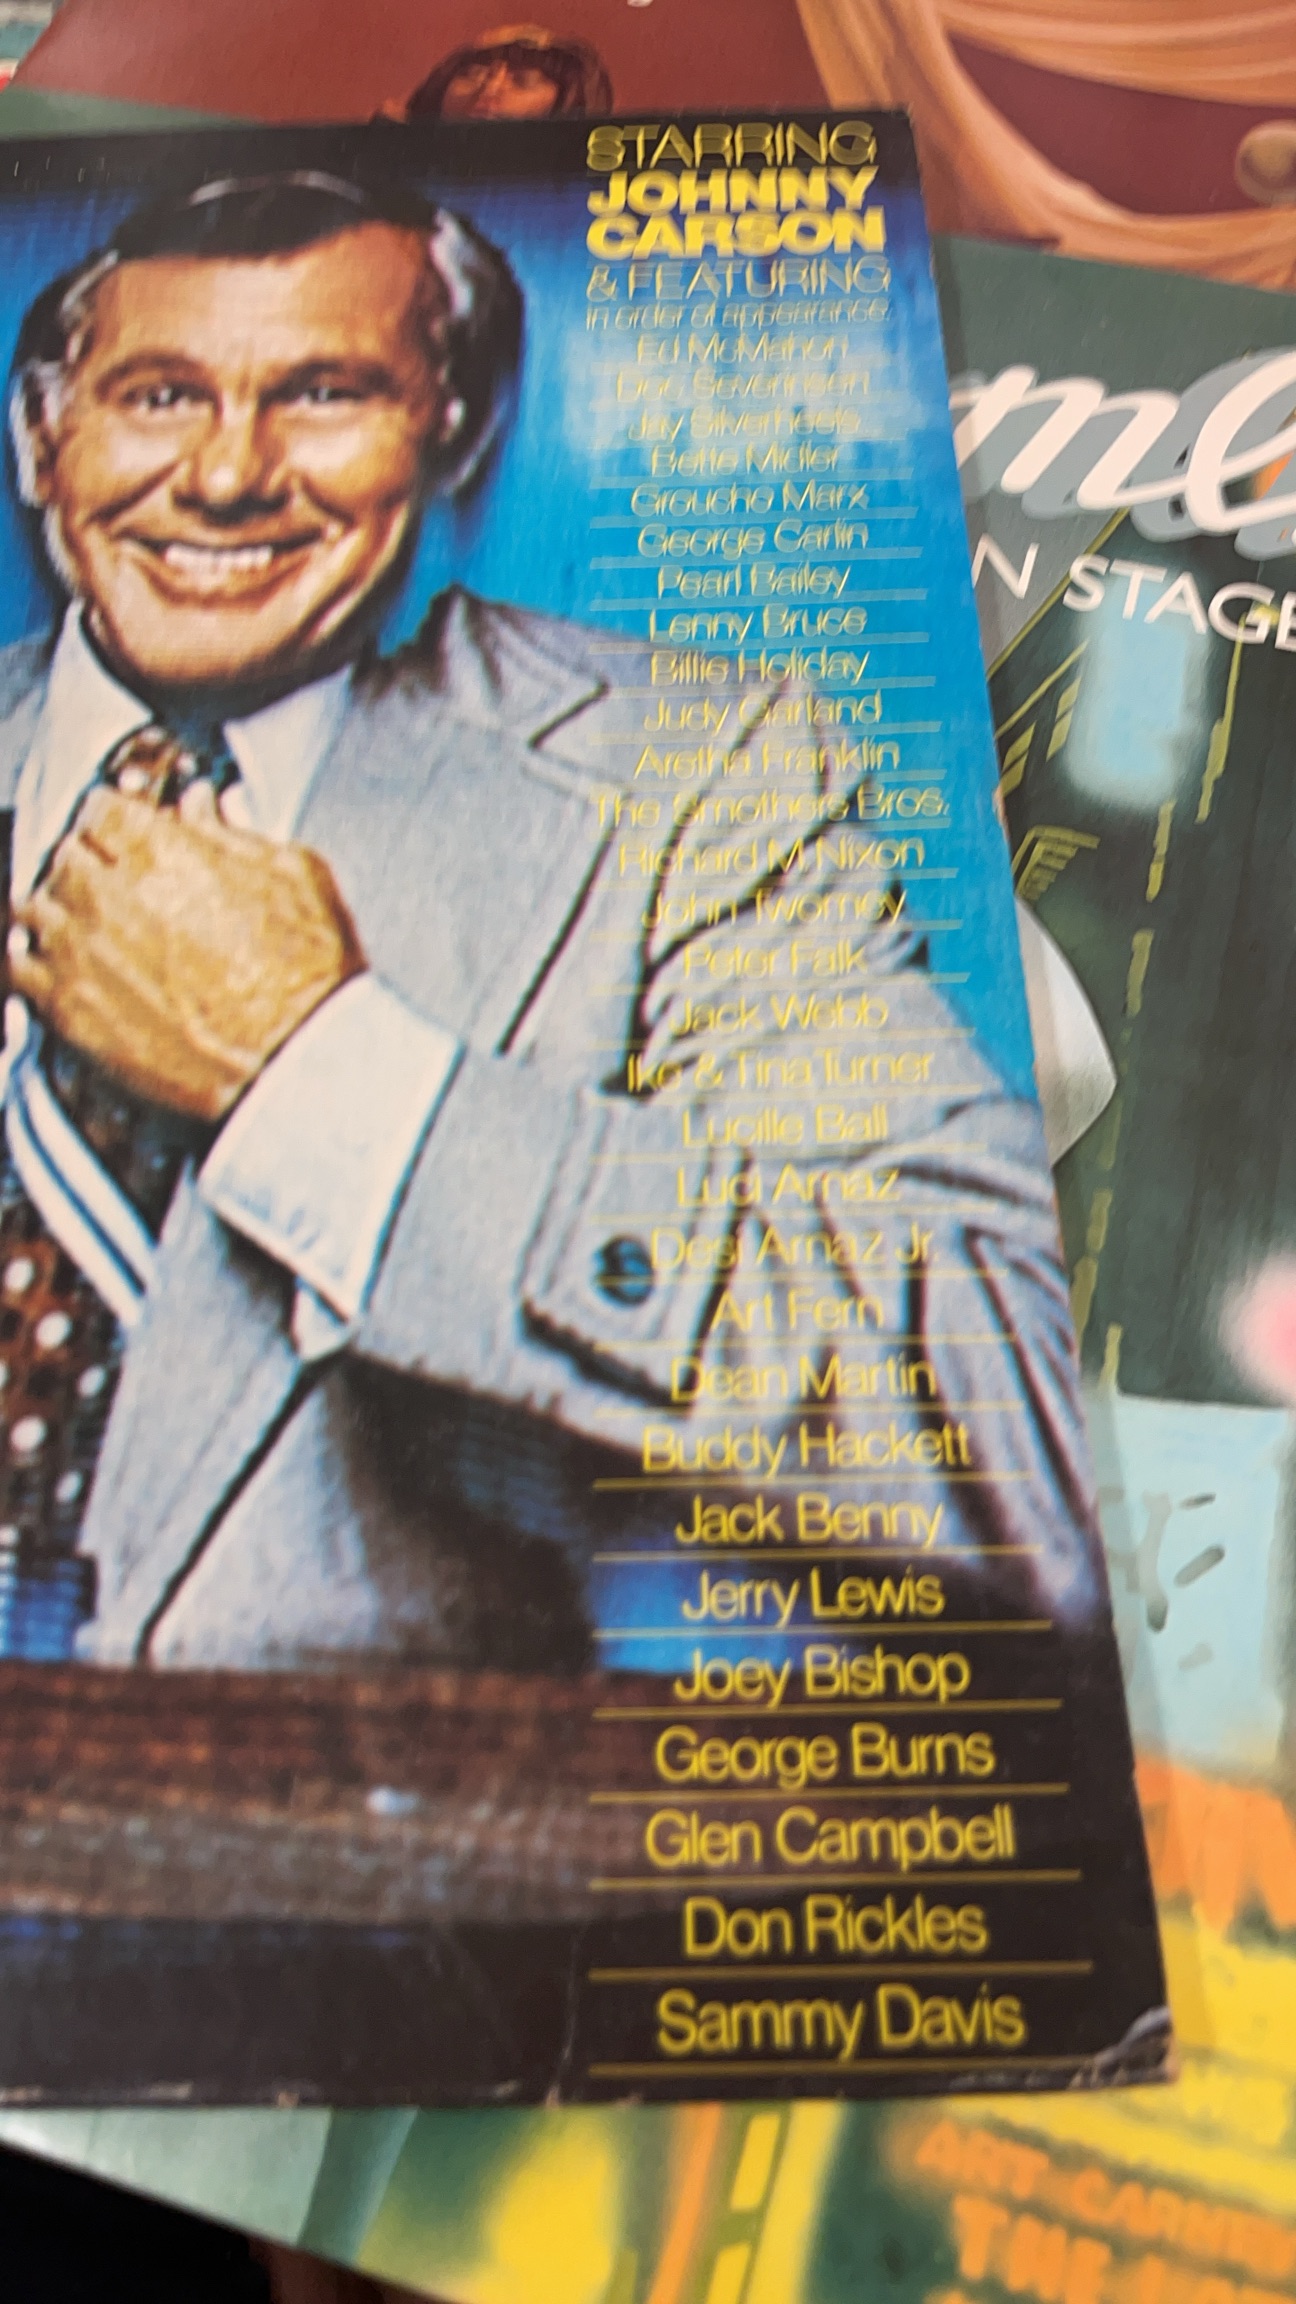 STARRING
JOHNNY
CARSON
& FEATURING
in order of appearance:
Ed McMahon
Doc Severinsen
Jay Silverheels
Bette Midler
Groucho Marx
George Carlin
Pearl Bailey
Lenny Bruce
Billie Holiday
Judy Garland
Aretha Franklin
The Smothers Bros.
Richard M. Nixon
John Twomey
Peter Falk
Jack Webb
Ike & Tina Turner
Lucille Ball
Luci Arnaz
Desi Arnaz Jr.
Art Fern
Dean Martin
Buddy Hackett
Jack Benny
Jerry Lewis
Joey Bishop
George Burns
Glen Campbell
Don Rickles
Sammy Davis
N STAGE
ART CARNEY
THE